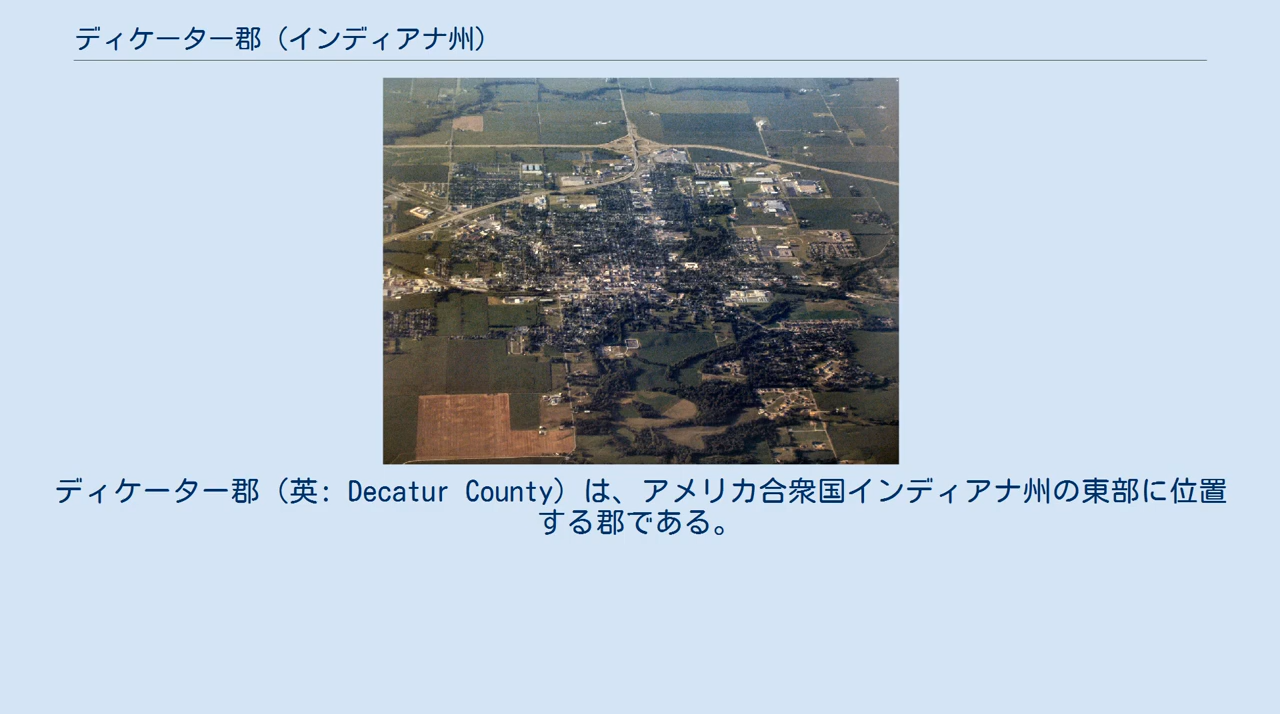 ディケーター郡（インディアナ州）
ディケーター郡（英: Decatur County）は、アメリカ合衆国インディアナ州の東部に位置
する郡である。